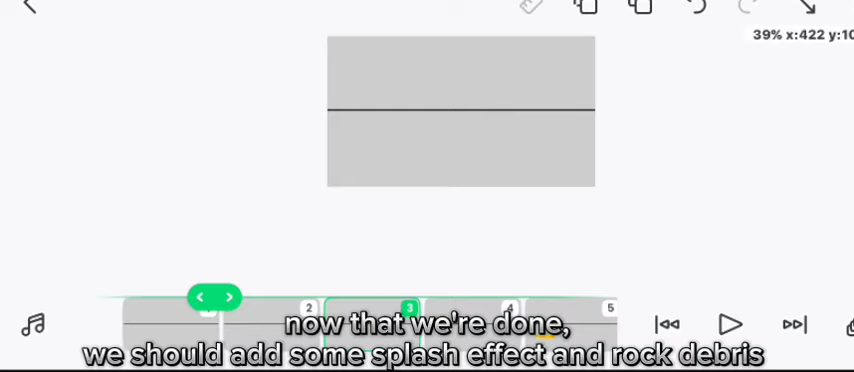 39% x:422 y:10
2
3
4
5
now that we're done,
we should add some splash effect and rock debris